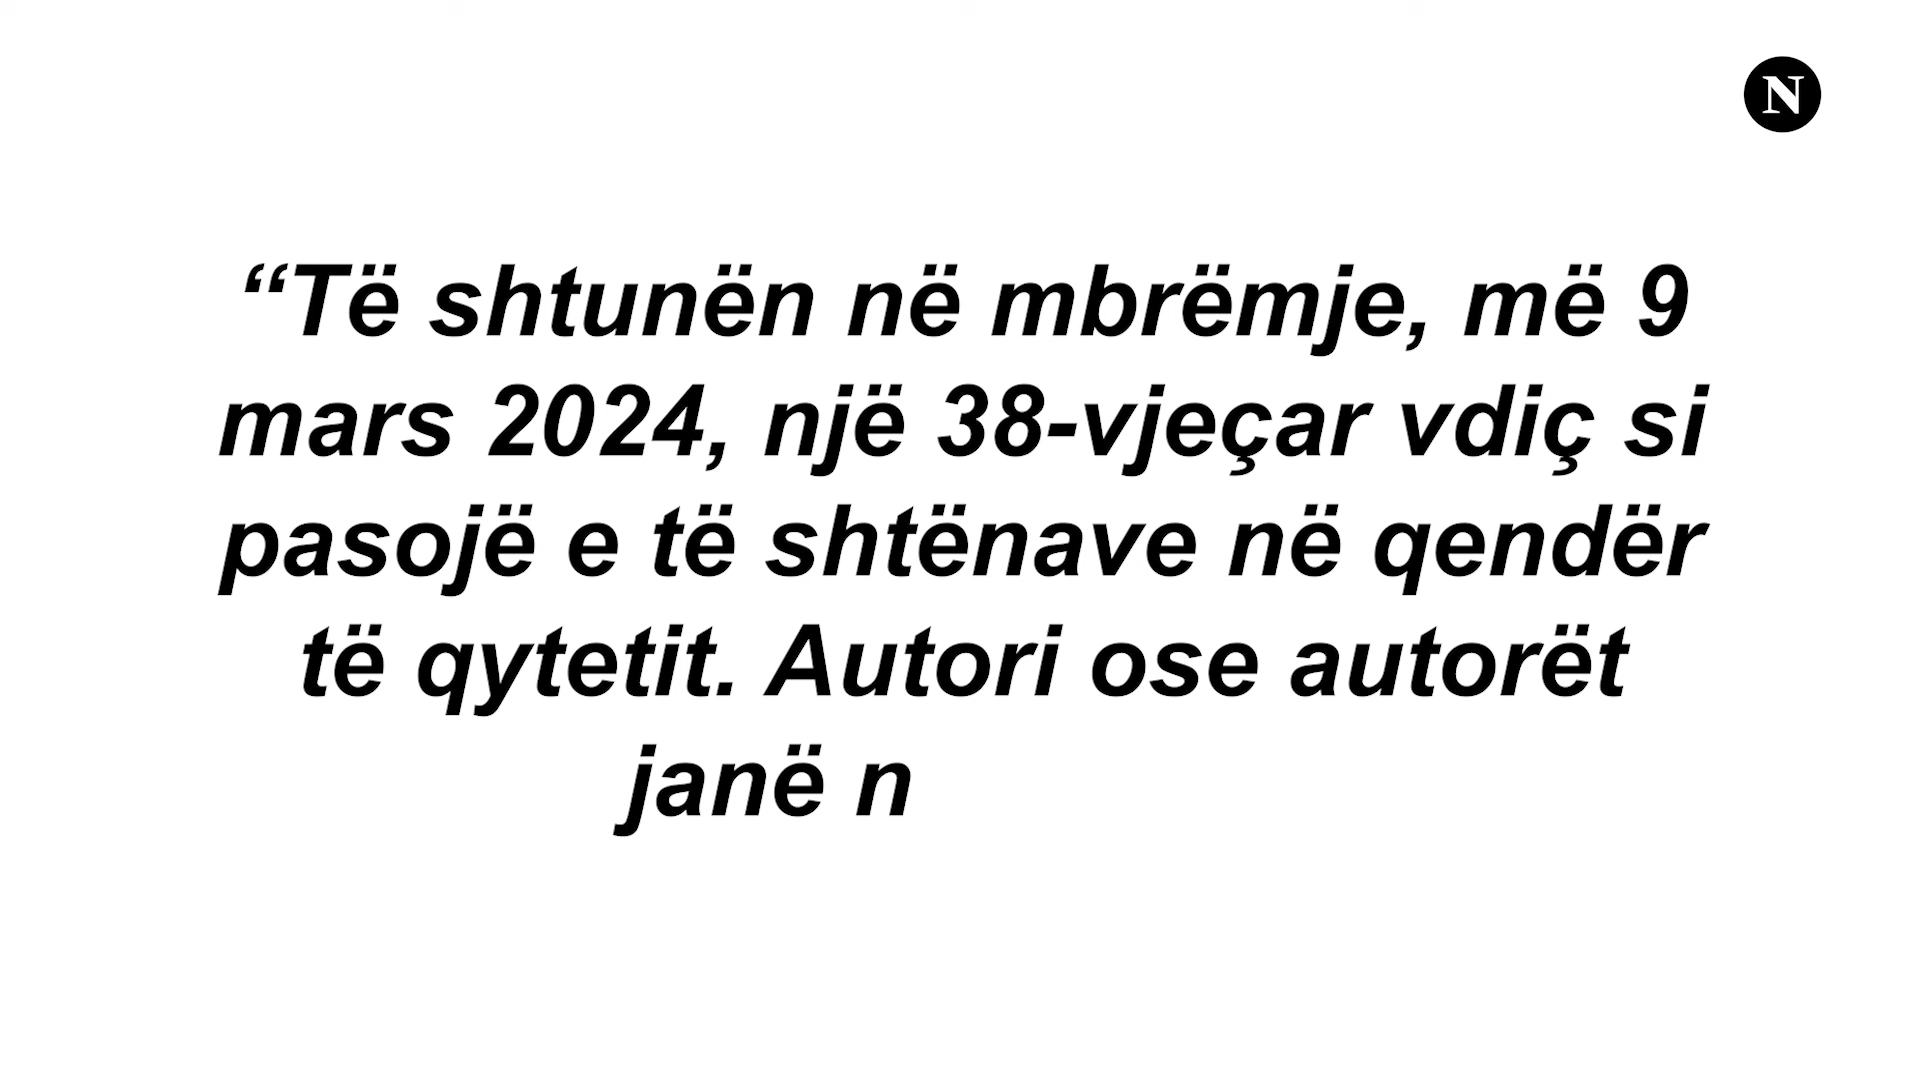 N
“Të shtunën në mbrëmje, më 9
mars 2024, një 38-vjeçar vdiç si
pasojë e të shtënave në qendër
të qytetit. Autori ose autorët
janë n